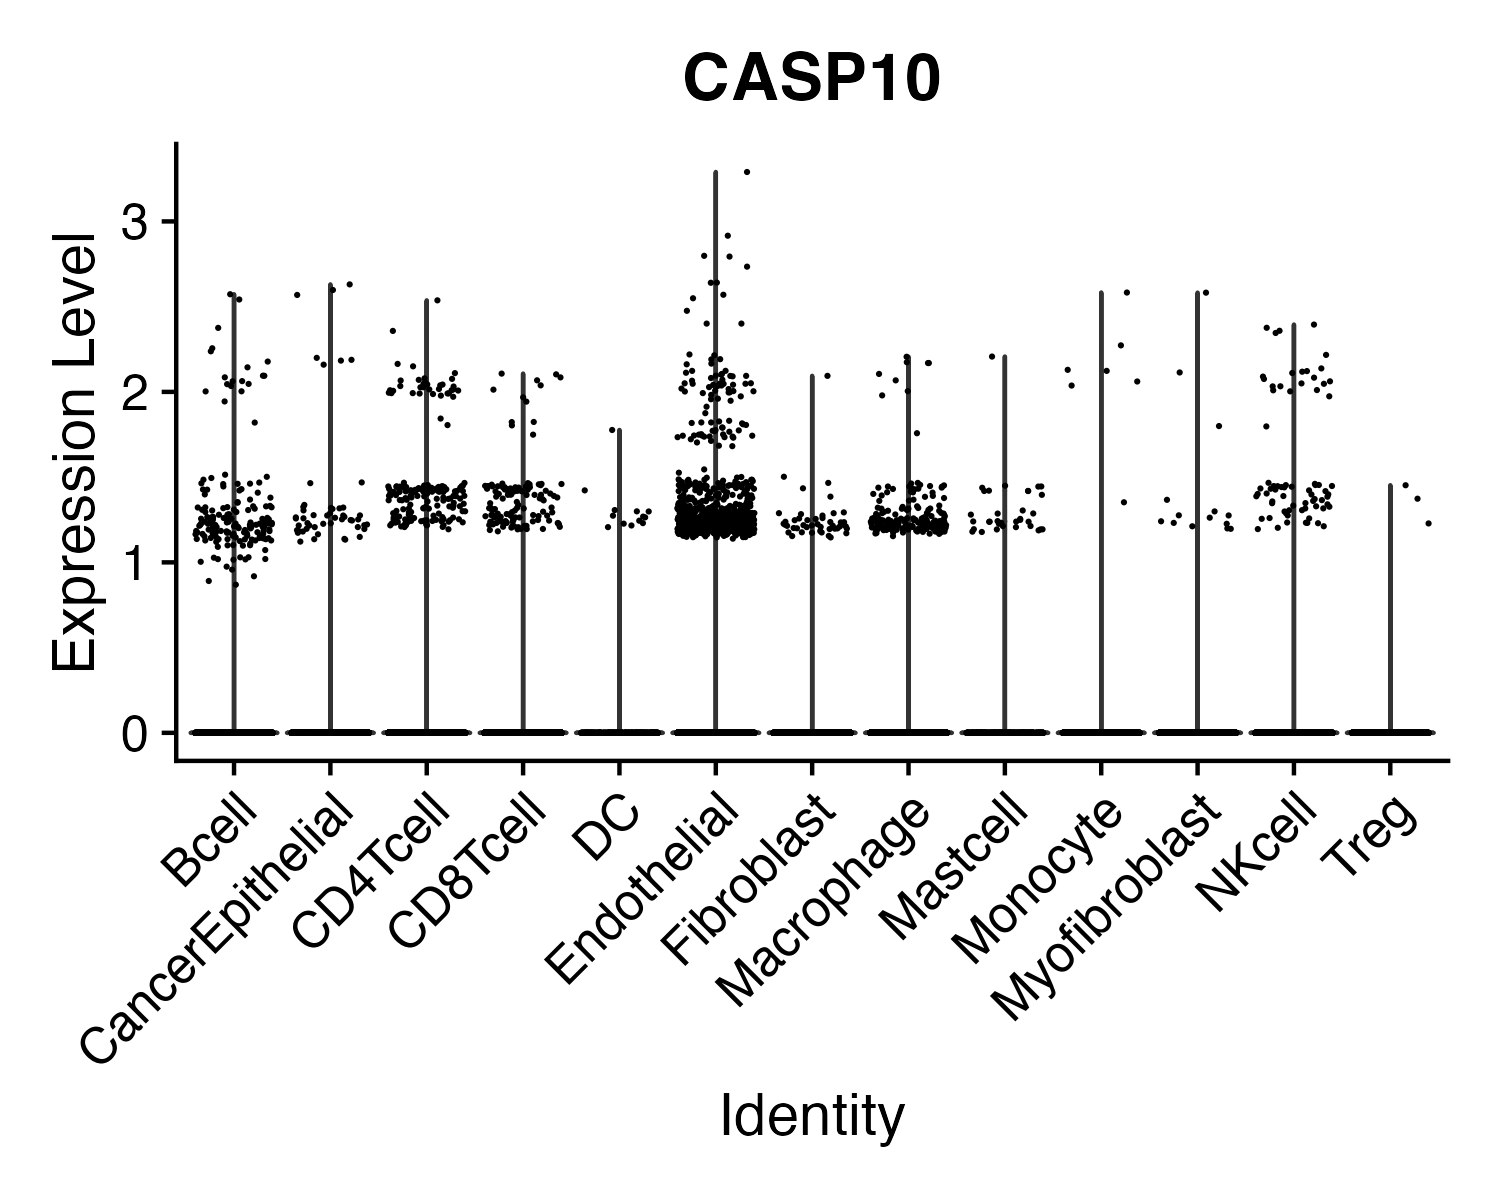 CASP10
Expression Level
3
2
1
0
Bcell
CancerEpithelial
CD4Tcell
CD8Tcell
DC
Endothelial
Fibroblast
Macrophage
Mastcell
Monocyte
Myofibroblast
NKcell
Treg
Identity